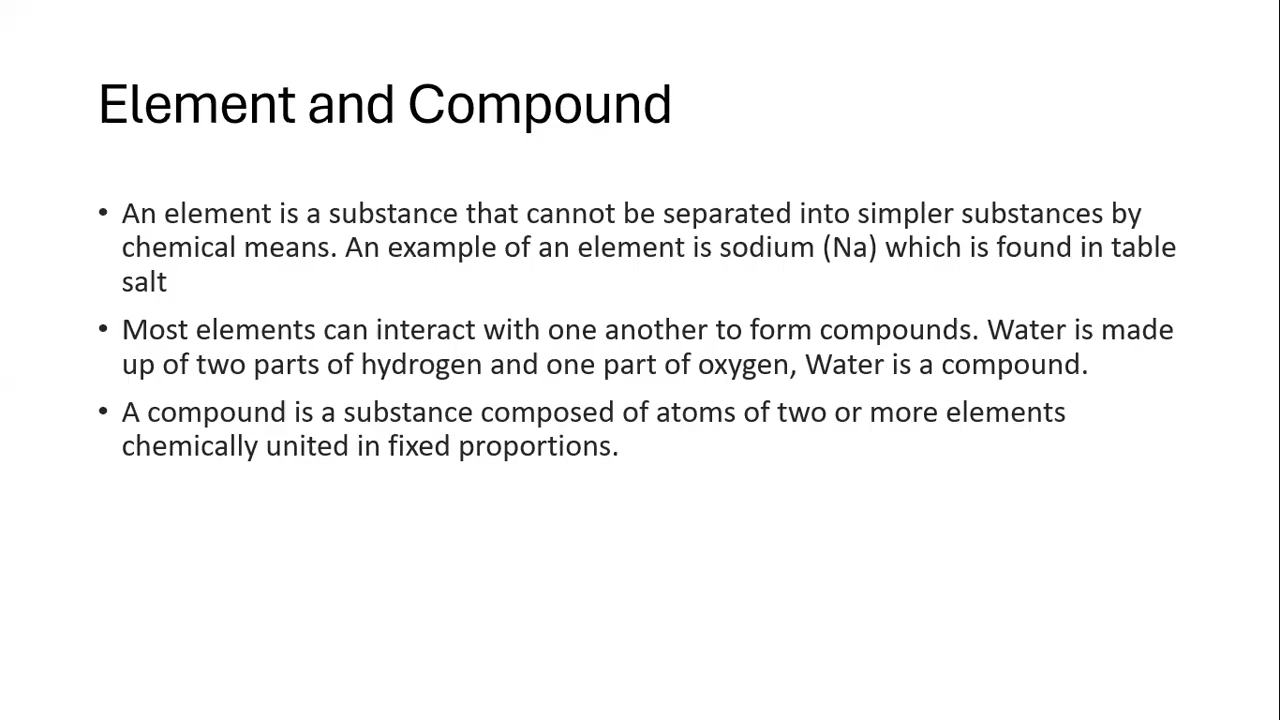 Element and Compound
• An element is a substance that cannot be separated into simpler substances by
chemical means. An example of an element is sodium (Na) which is found in table
salt
• Most elements can interact with one another to form compounds. Water is made
up of two parts of hydrogen and one part of oxygen, Water is a compound.
• A compound is a substance composed of atoms of two or more elements
chemically united in fixed proportions.